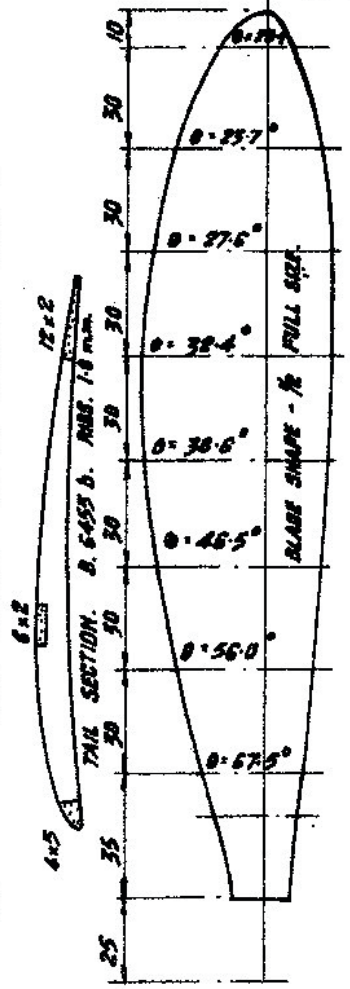 10
30
30
30
30
30
30
30
35
25
12 x 2
6 x 2
4 x 5
TAIL SECTION. B. 6455 b. RIBS. 1.0 m.m.
θ = 25.7°
θ = 27.6°
θ = 32.4°
θ = 38.6°
θ = 46.5°
θ = 56.0°
θ = 67.5°
BLADE SHAPE - ½ FULL SIZE.